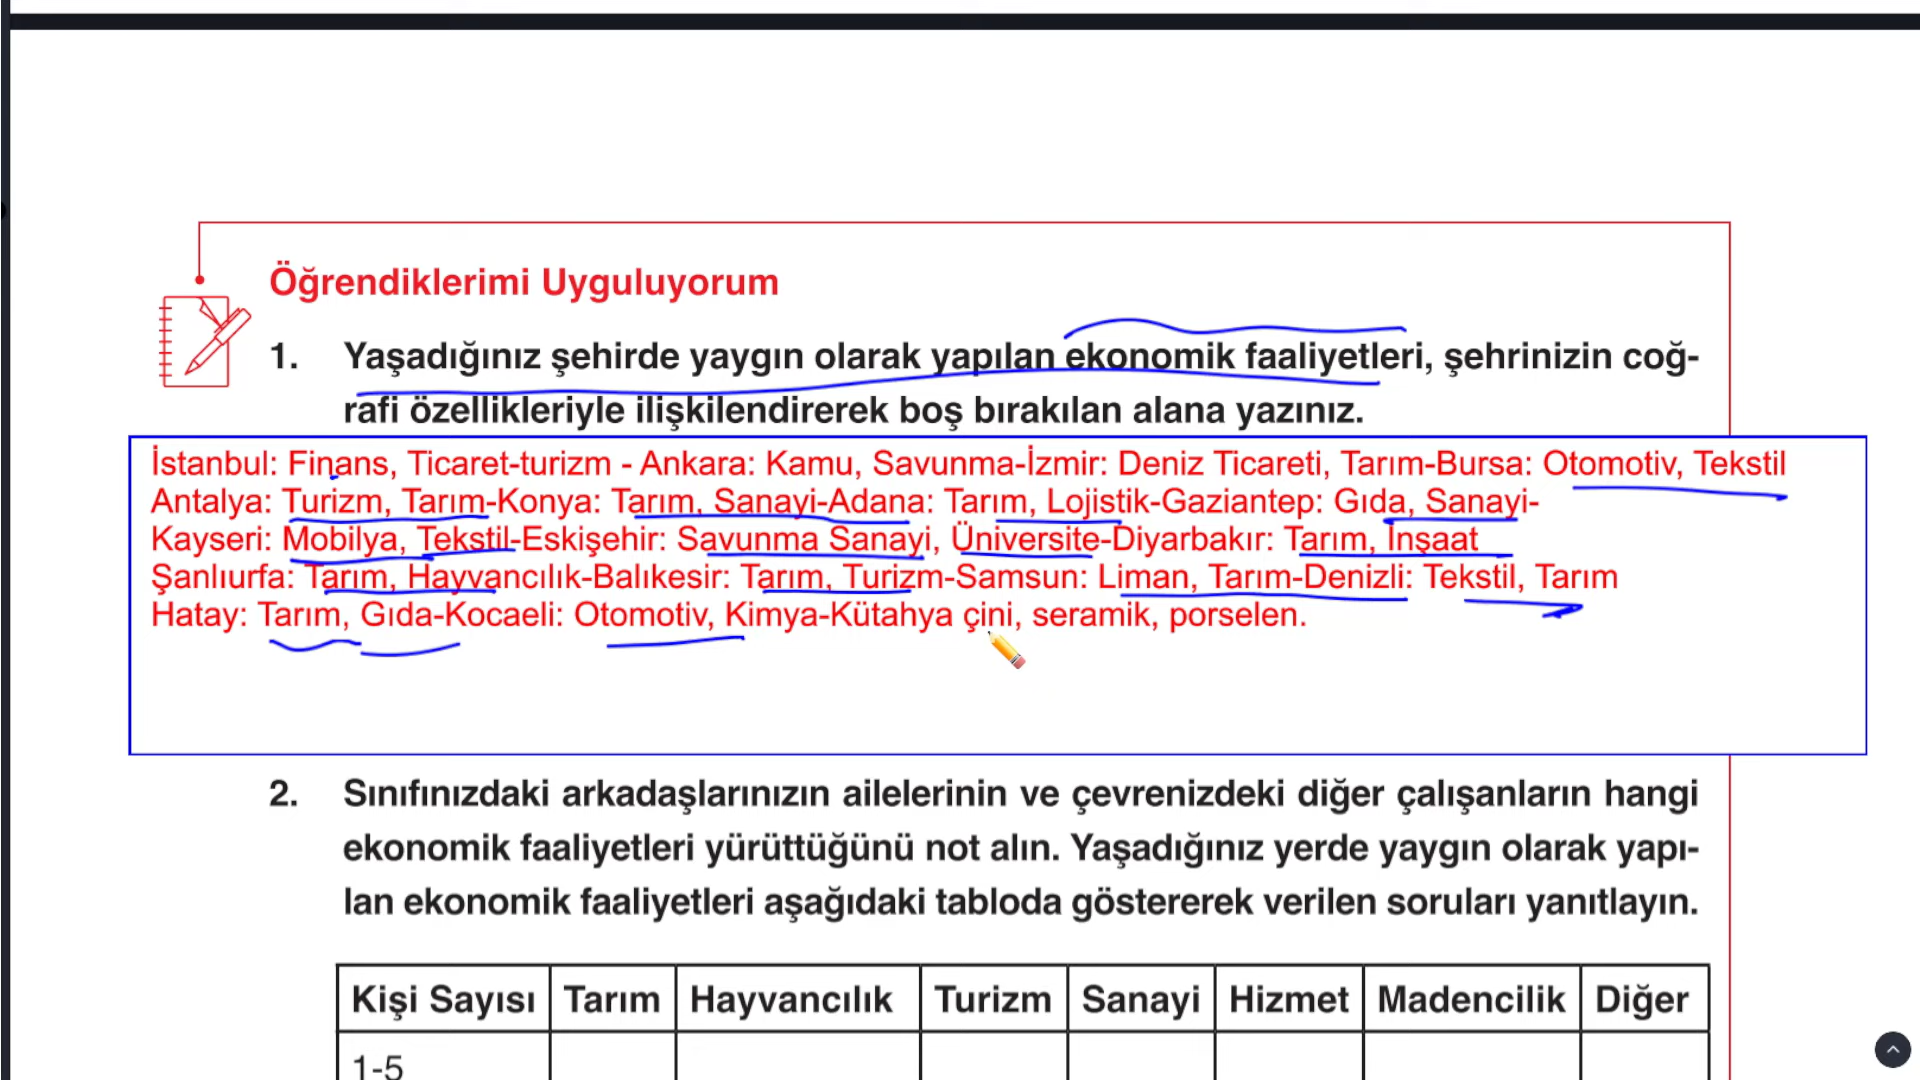 Öğrendiklerimi Uyguluyorum
1. Yaşadığınız şehirde yaygın olarak yapılan ekonomik faaliyetleri, şehrinizin coğ-
rafi özellikleriyle ilişkilendirerek boş bırakılan alana yazınız.
İstanbul: Finans, Ticaret-turizm - Ankara: Kamu, Savunma-İzmir: Deniz Ticareti, Tarım-Bursa: Otomotiv, Tekstil
Antalya: Turizm, Tarım-Konya: Tarım, Sanayi-Adana: Tarım, Lojistik-Gaziantep: Gıda, Sanayi-
Kayseri: Mobilya, Tekstil-Eskişehir: Savunma Sanayi, Üniversite-Diyarbakır: Tarım, İnşaat
Şanlıurfa: Tarım, Hayvancılık-Balıkesir: Tarım, Turizm-Samsun: Liman, Tarım-Denizli: Tekstil, Tarım
Hatay: Tarım, Gıda-Kocaeli: Otomotiv, Kimya-Kütahya çini, seramik, porselen.
2. Sınıfınızdaki arkadaşlarınızın ailelerinin ve çevrenizdeki diğer çalışanların hangi
ekonomik faaliyetleri yürüttüğünü not alın. Yaşadığınız yerde yaygın olarak yapı-
lan ekonomik faaliyetleri aşağıdaki tabloda göstererek verilen soruları yanıtlayın.
Kişi Sayısı Tarım Hayvancılık Turizm Sanayi Hizmet Madencilik Diğer
1-5